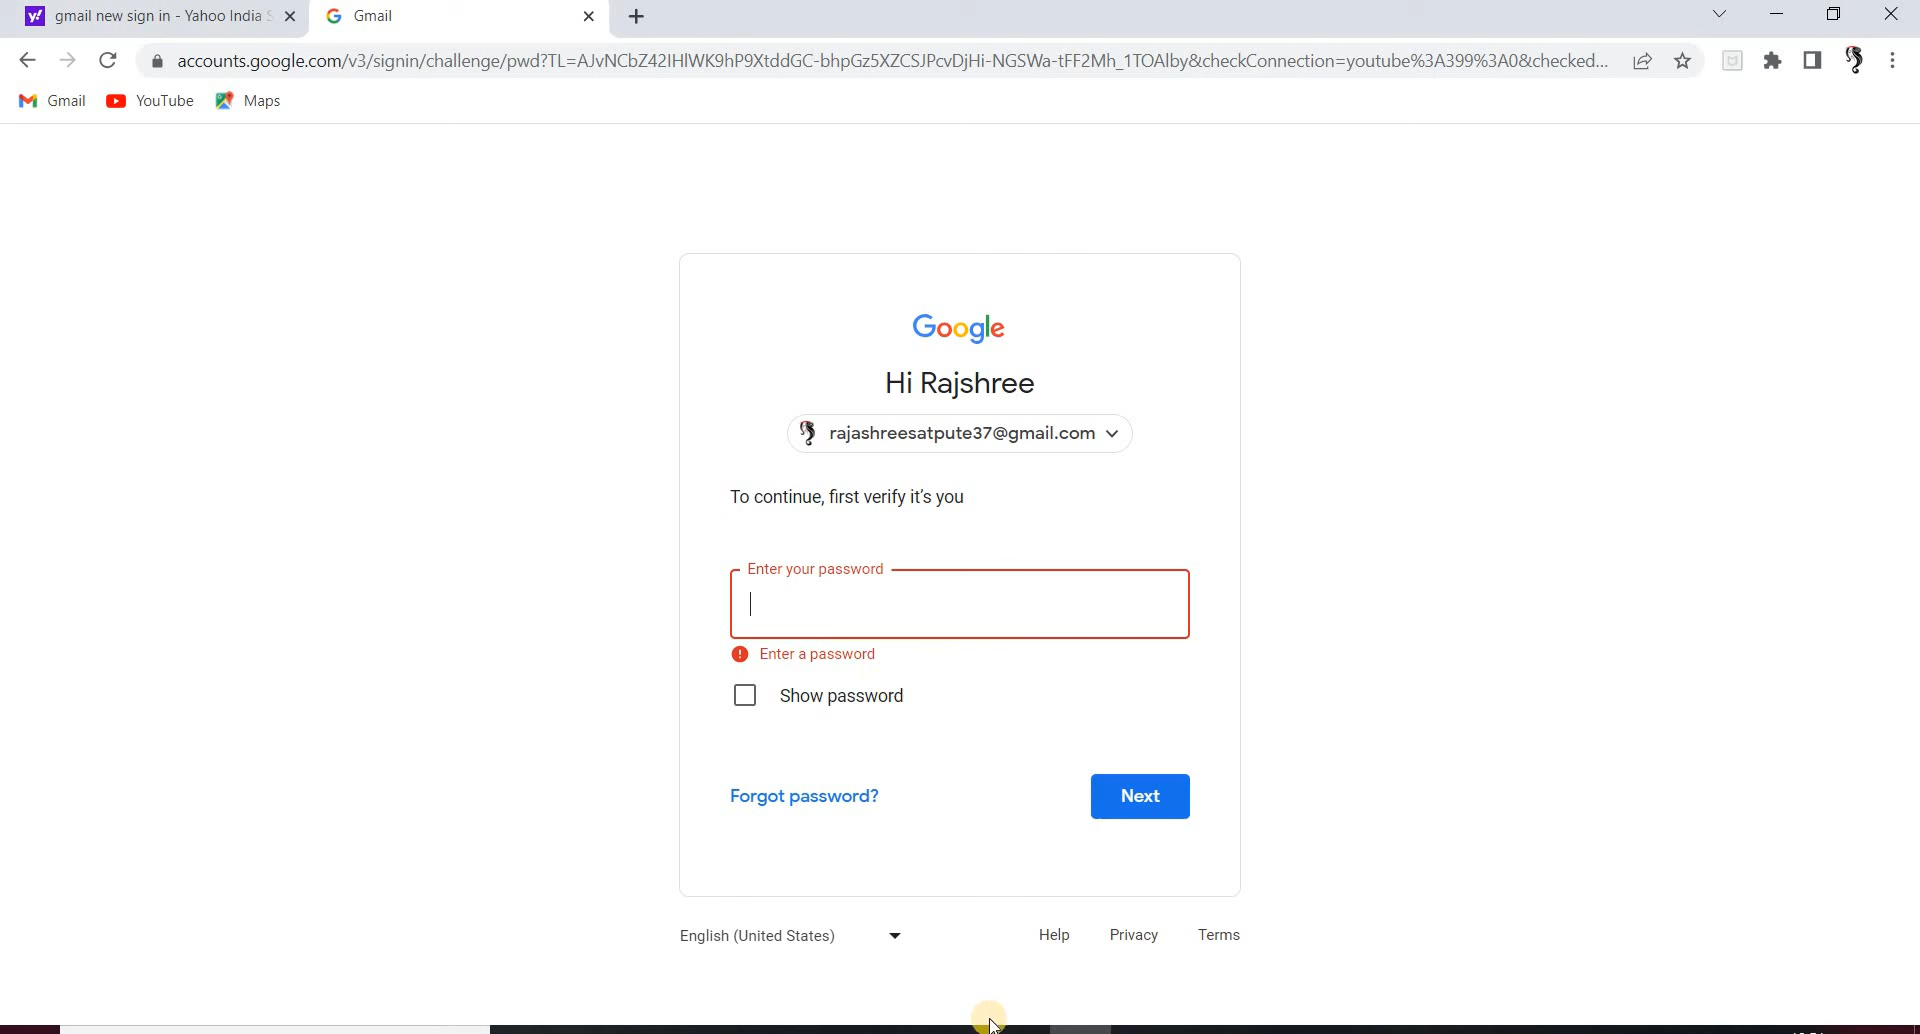 gmail new sign in - Yahoo India
Gmail
accounts.google.com/v3/signin/challenge/pwd?TL=AJvNCbZ42IHlWK9hP9XtddGC-bhpGz5XZCSJPcvDjHi-NGSWa-tFF2Mh_1TOAlby&checkConnection=youtube%3A399%3A0&checked...
Gmail YouTube Maps
Google
Hi Rajshree
rajashreesatpute37@gmail.com
To continue, first verify it's you
Enter your password
Enter a password
Show password
Forgot password? Next
English (United States) Help Privacy Terms